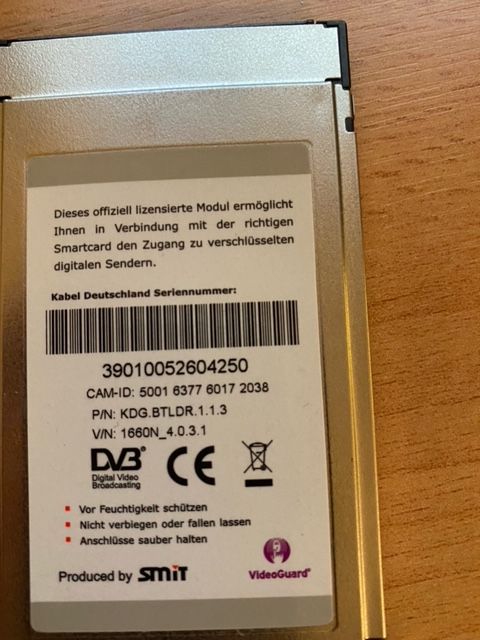 Dieses offiziell lizensierte Modul ermöglicht
Ihnen in Verbindung mit der richtigen
Smartcard den Zugang zu verschlüsselten
digitalen Sendern.
Kabel Deutschland Seriennummer:
39010052604250
CAM-ID: 5001 6377 6017 2038
P/N: KDG.BTLDR.1.1.3
V/N: 1660N_4.0.3.1
DVB® CE
Digital Video
Broadcasting
Vor Feuchtigkeit schützen
Nicht verbiegen oder fallen lassen
Anschlüsse sauber halten
Produced by SMiT
VideoGuard®